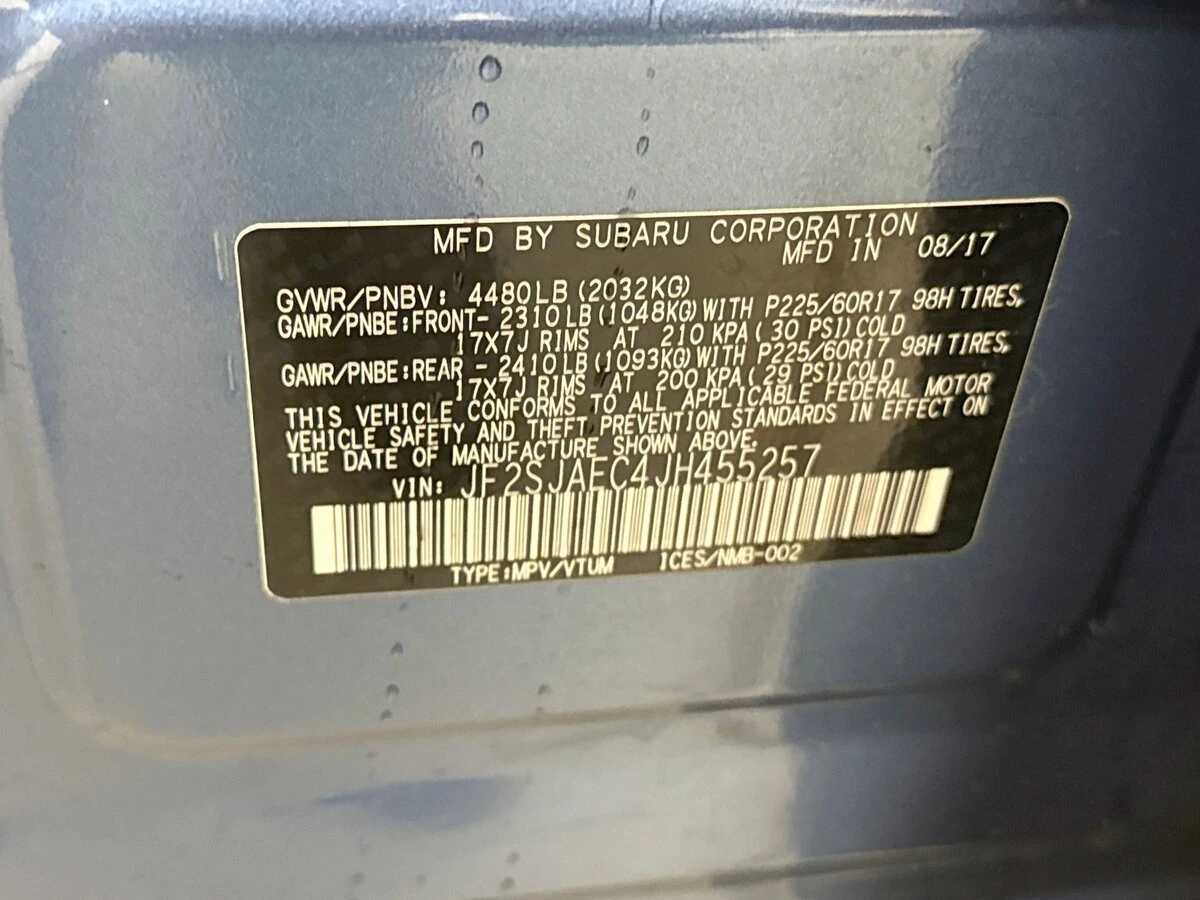 MFD BY SUBARU CORPORATION
MFD IN 08/17
GVWR/PNBV: 4480LB (2032KG)
GAWR/PNBE:FRONT- 2310LB (1048KG) WITH P225/60R17 98H TIRES,
17X7J RIMS AT 210 KPA ( 30 PSI) COLD
GAWR/PNBE:REAR - 2410LB (1093KG) WITH P225/60R17 98H TIRES,
17X7J RIMS AT 200 KPA ( 29 PSI) COLD
THIS VEHICLE CONFORMS TO ALL APPLICABLE FEDERAL MOTOR
VEHICLE SAFETY AND THEFT PREVENTION STANDARDS IN EFFECT ON
THE DATE OF MANUFACTURE SHOWN ABOVE.
VIN: JF2SJAEC4JH455257
TYPE:MPV/VTUM ICES/NMB-002